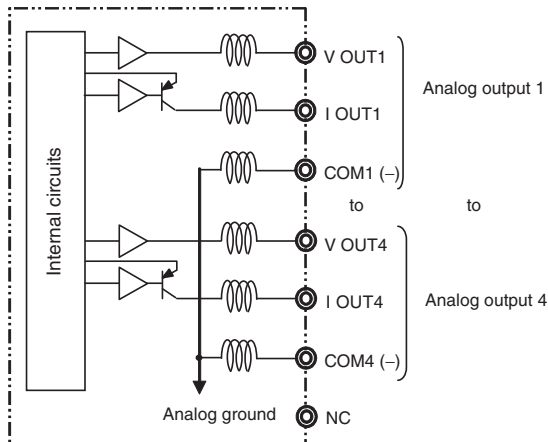 Internal circuits
V OUT1
I OUT1
COM1 (–)
Analog output 1
to
to
V OUT4
I OUT4
COM4 (–)
Analog output 4
Analog ground
NC